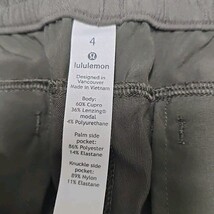 4
lululemon
Designed in
Vancouver
Made in Vietnam
Body:
60% Cupro
36% Lenzing®
modal
4% Polyurethane
Palm side
pocket:
86% Polyester
14% Elastane
Knuckle side
pocket:
89% Nylon
11% Elastane